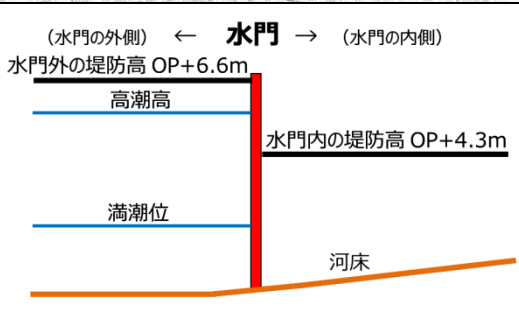 （水門の外側） ← 水門 → （水門の内側）
水門外の堤防高 OP+6.6m
高潮高
水門内の堤防高 OP+4.3m
満潮位
河床